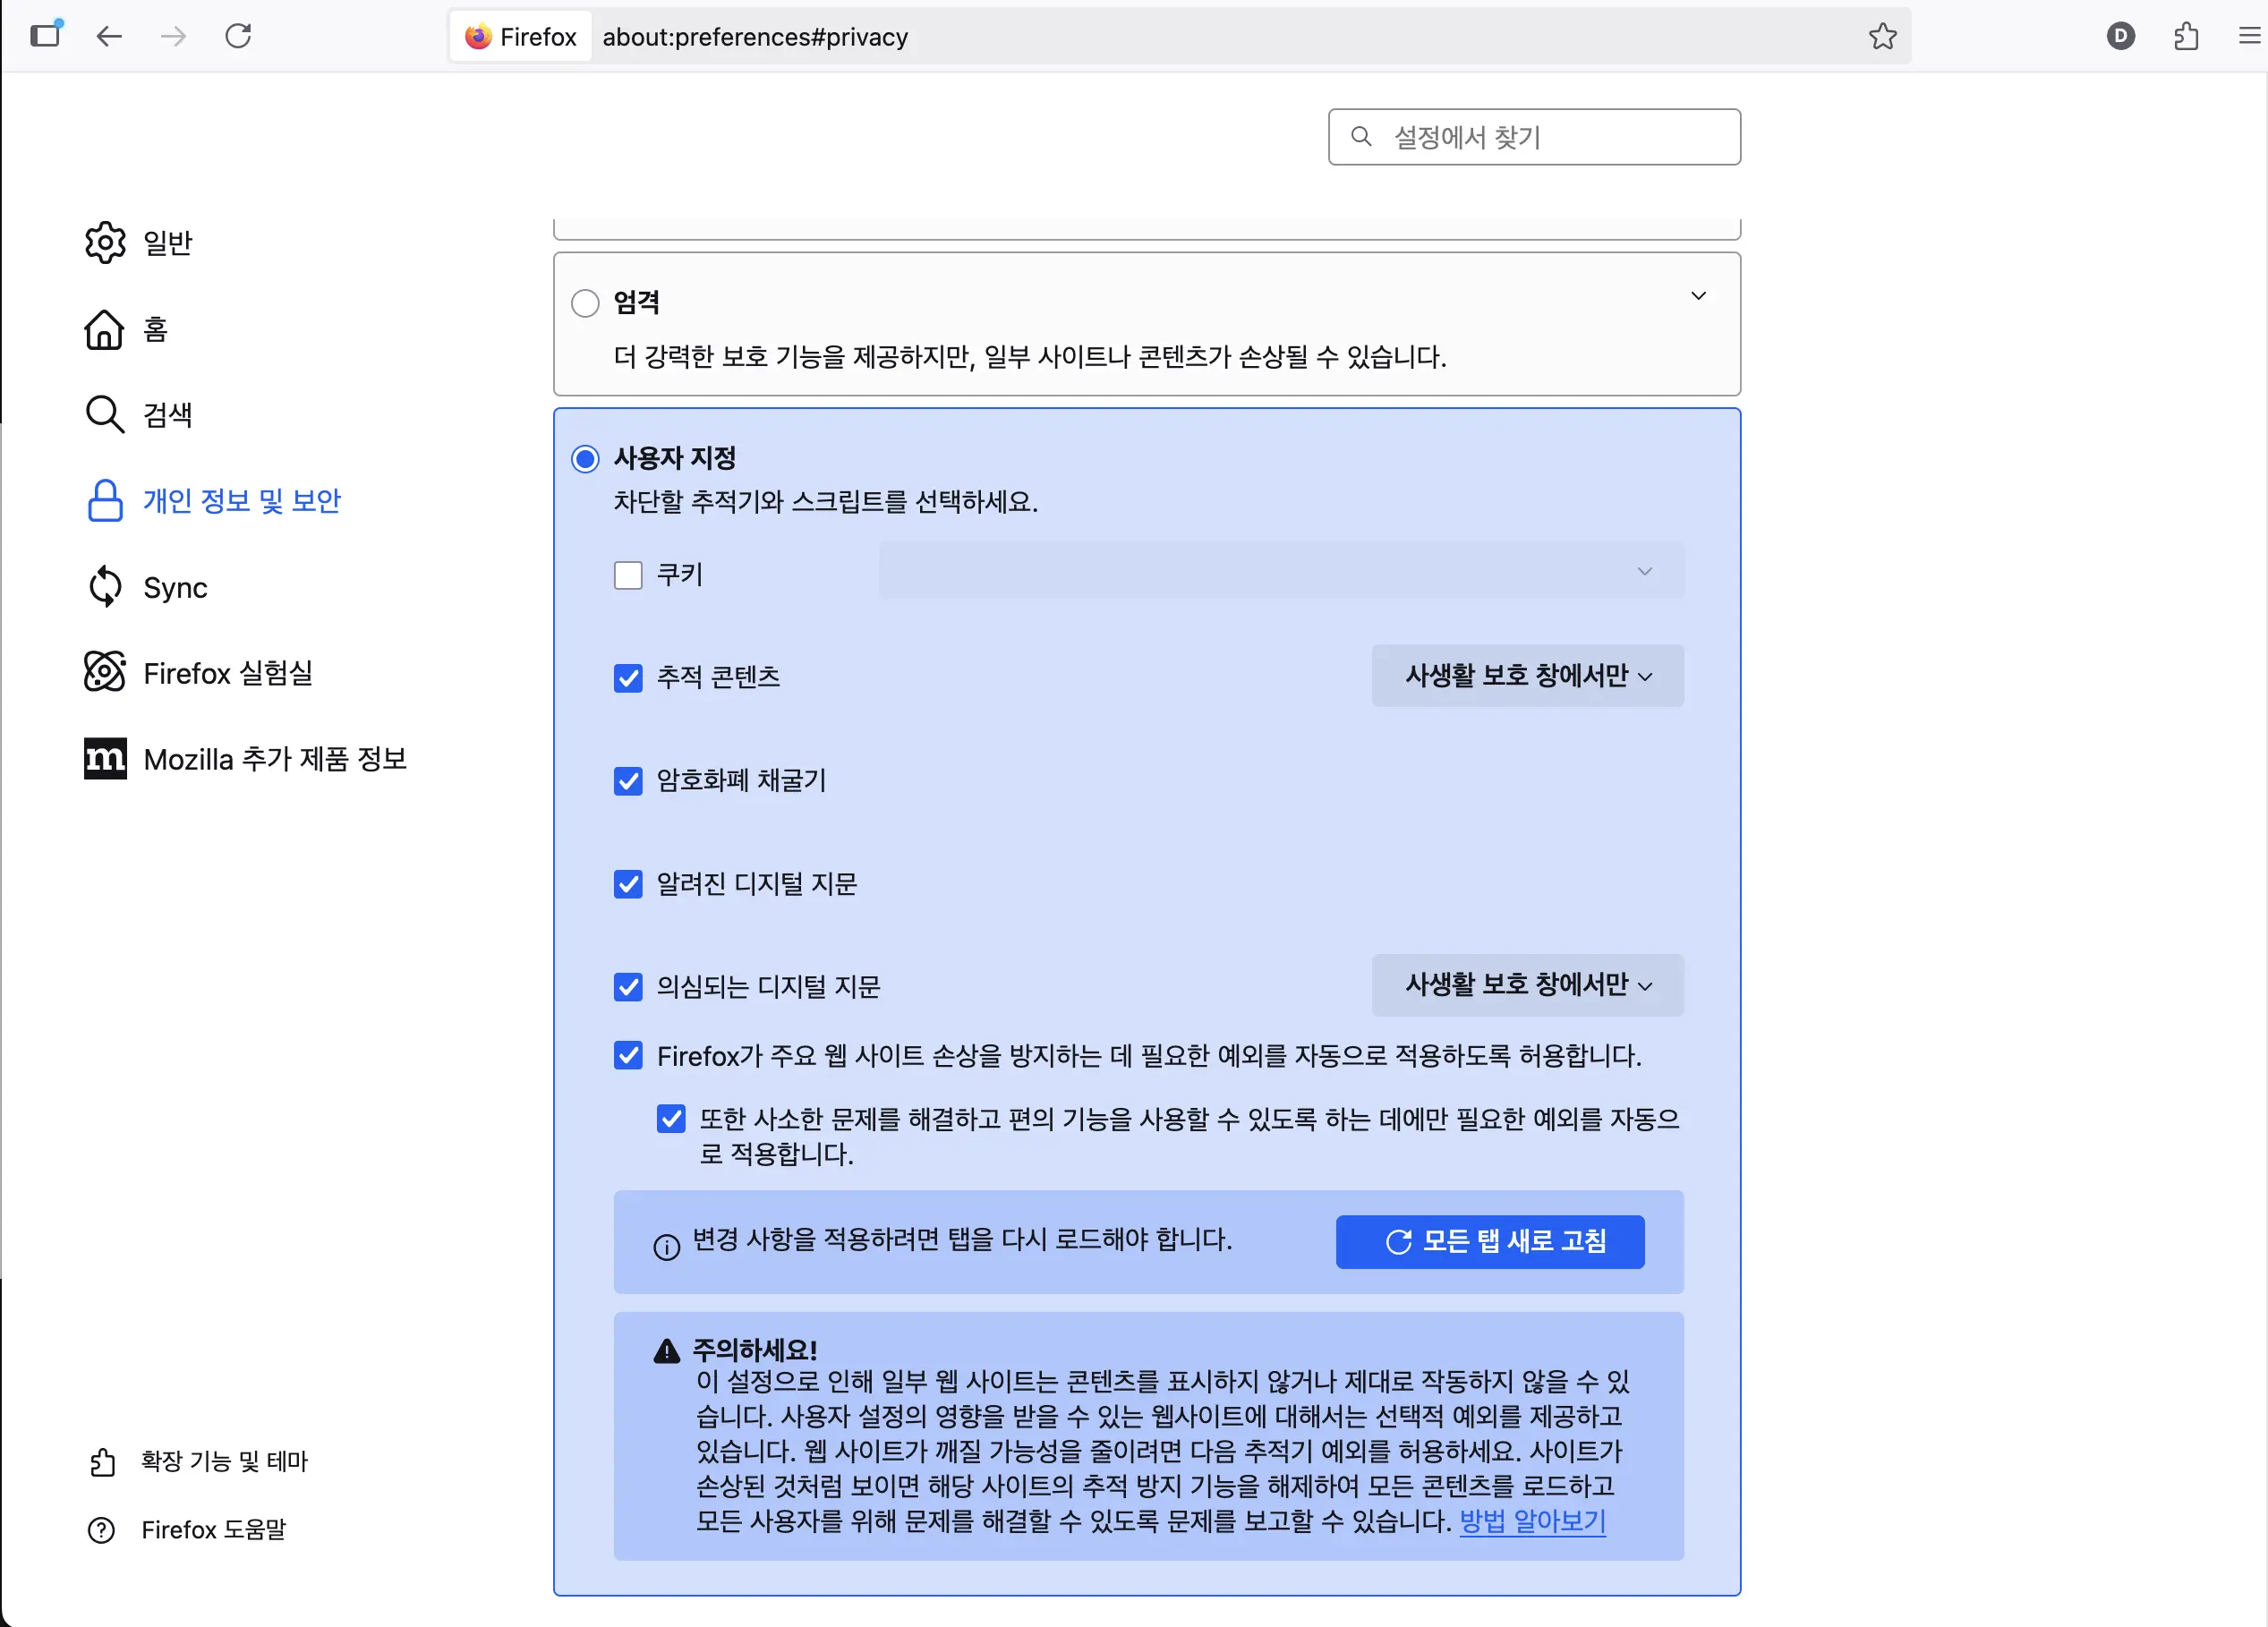 Firefox about:preferences#privacy
D
설정에서 찾기
일반
홈
검색
개인 정보 및 보안
Sync
Firefox 실험실
m Mozilla 추가 제품 정보
확장 기능 및 테마
Firefox 도움말
엄격
더 강력한 보호 기능을 제공하지만, 일부 사이트나 콘텐츠가 손상될 수 있습니다.
사용자 지정
차단할 추적기와 스크립트를 선택하세요.
쿠키
추적 콘텐츠 사생활 보호 창에서만
암호화폐 채굴기
알려진 디지털 지문
의심되는 디지털 지문 사생활 보호 창에서만
Firefox가 주요 웹 사이트 손상을 방지하는 데 필요한 예외를 자동으로 적용하도록 허용합니다.
또한 사소한 문제를 해결하고 편의 기능을 사용할 수 있도록 하는 데에만 필요한 예외를 자동으
로 적용합니다.
변경 사항을 적용하려면 탭을 다시 로드해야 합니다. 모든 탭 새로 고침
주의하세요!
이 설정으로 인해 일부 웹 사이트는 콘텐츠를 표시하지 않거나 제대로 작동하지 않을 수 있
습니다. 사용자 설정의 영향을 받을 수 있는 웹사이트에 대해서는 선택적 예외를 제공하고
있습니다. 웹 사이트가 깨질 가능성을 줄이려면 다음 추적기 예외를 허용하세요. 사이트가
손상된 것처럼 보이면 해당 사이트의 추적 방지 기능을 해제하여 모든 콘텐츠를 로드하고
모든 사용자를 위해 문제를 해결할 수 있도록 문제를 보고할 수 있습니다. 방법 알아보기